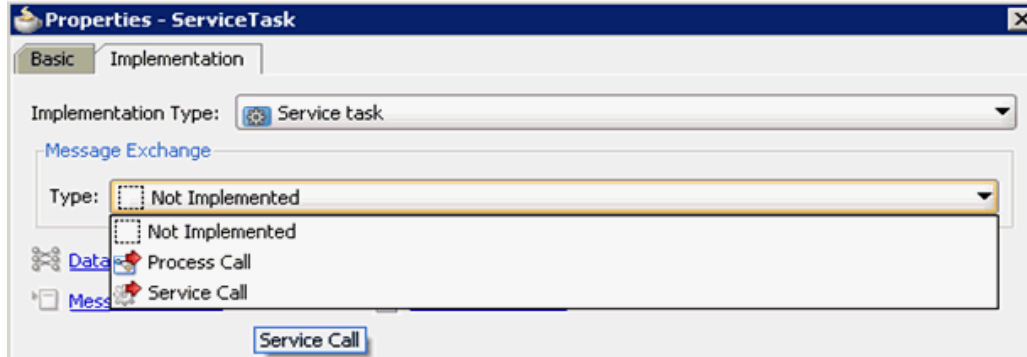 Properties - ServiceTask
Basic Implementation
Implementation Type: Service task
Message Exchange
Type: Not Implemented
Not Implemented
Data
Process Call
Mess
Service Call
Service Call